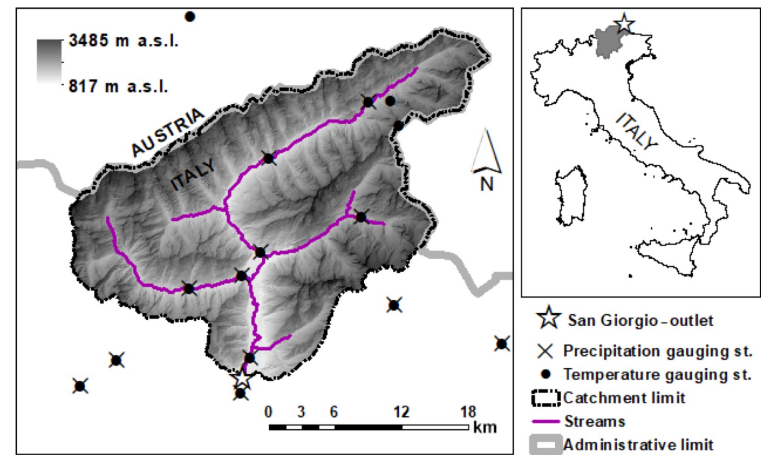 3485 m a.s.l.
817 m a.s.l.
AUSTRIA
ITALY
N
0 3 6 12 18
km
ITALY
San Giorgio-outlet
Precipitation gauging st.
Temperature gauging st.
Catchment limit
Streams
Administrative limit